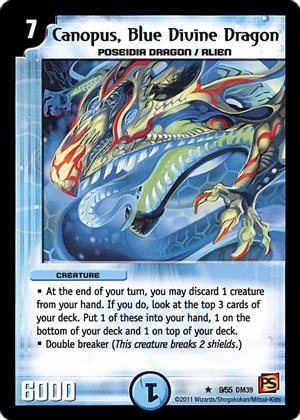 7 Canopus, Blue Divine Dragon
POSEIDIA DRAGON / ALIEN
CREATURE
▪ At the end of your turn, you may discard 1 creature
from your hand. If you do, look at the top 3 cards of
your deck. Put 1 of these into your hand, 1 on the
bottom of your deck and 1 on top of your deck.
▪ Double breaker (This creature breaks 2 shields.)
6000
★ 9/55 DM39
PS
©2011 Wizards/Shogakukan/Mitsui-Kids